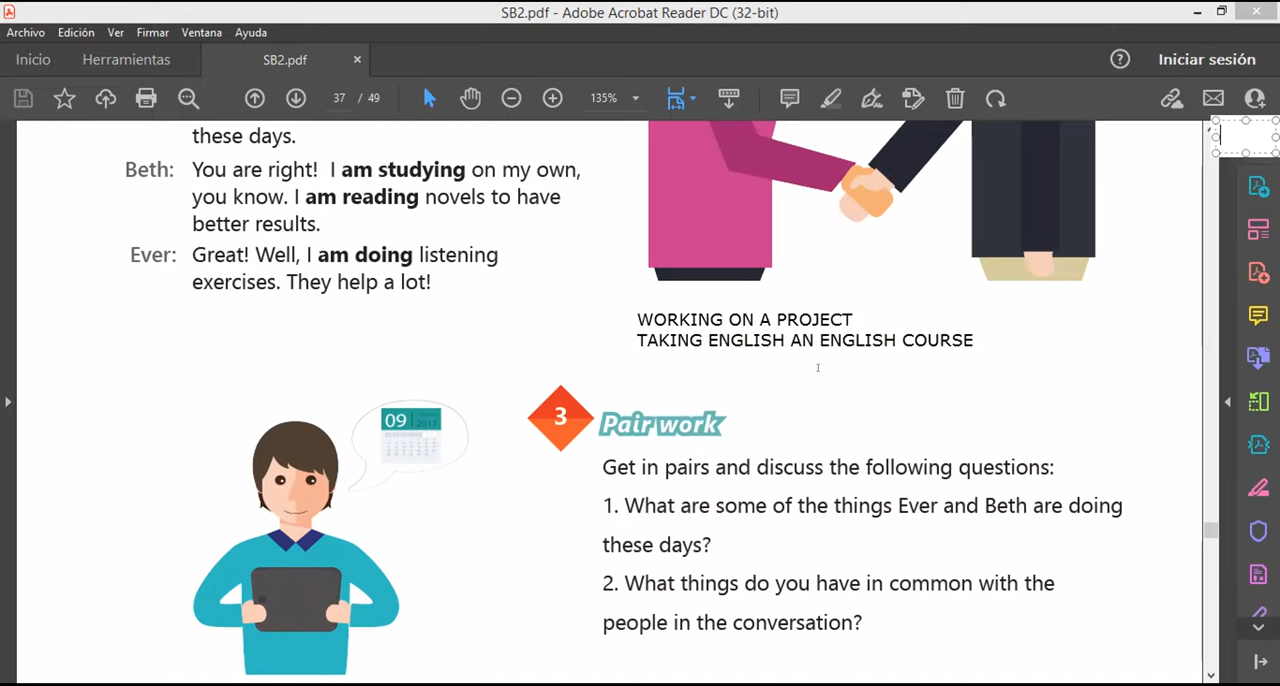 SB2.pdf - Adobe Acrobat Reader DC (32-bit)
Archivo Edición Ver Firmar Ventana Ayuda
Inicio Herramientas SB2.pdf × Iniciar sesión
37 / 49 135%
these days.
Beth: You are right! I am studying on my own,
you know. I am reading novels to have
better results.
Ever: Great! Well, I am doing listening
exercises. They help a lot!
WORKING ON A PROJECT
TAKING ENGLISH AN ENGLISH COURSE
09 2017
3 Pair work
Get in pairs and discuss the following questions:
1. What are some of the things Ever and Beth are doing
these days?
2. What things do you have in common with the
people in the conversation?